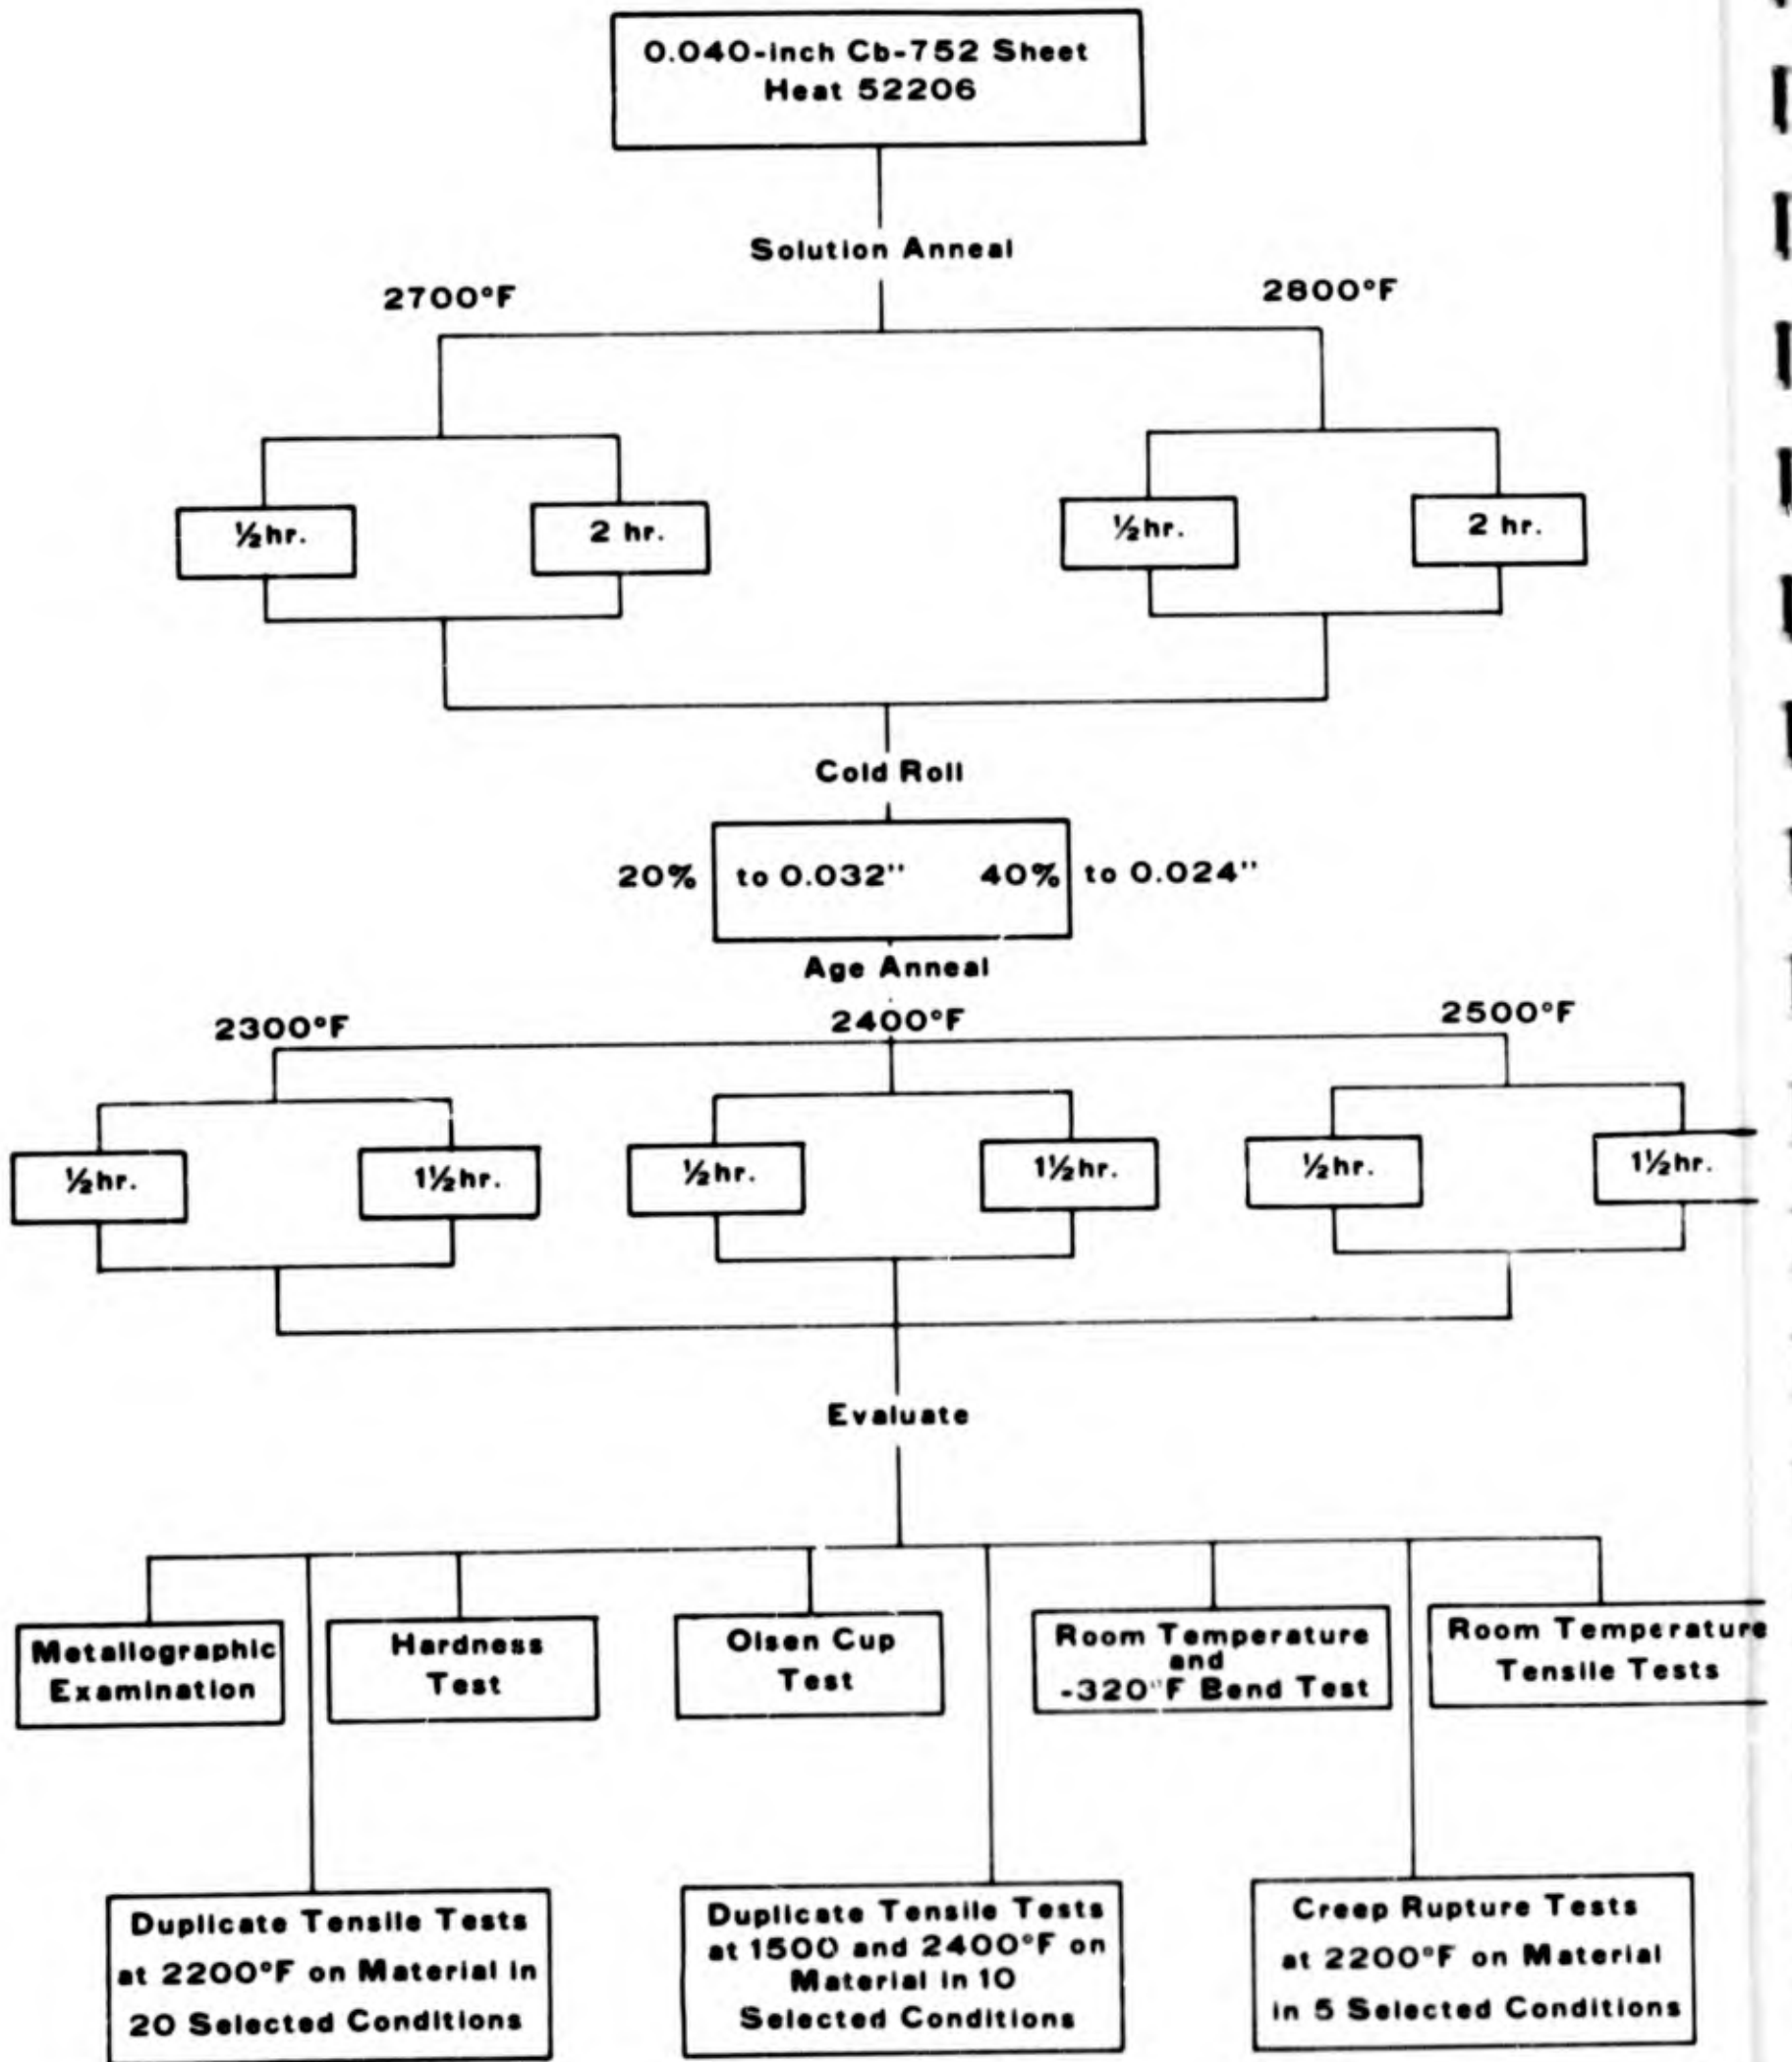 0.040-inch Cb-752 Sheet
Heat 52206
Solution Anneal
2700°F
2800°F
½hr.
2 hr.
½hr.
2 hr.
Cold Roll
20% to 0.032" 40% to 0.024"
Age Anneal
2300°F
2400°F
2500°F
½hr.
1½hr.
½hr.
1½hr.
½hr.
1½hr.
Evaluate
Metallographic
Examination
Hardness
Test
Olsen Cup
Test
Room Temperature
and
-320°F Bend Test
Room Temperature
Tensile Tests
Duplicate Tensile Tests
at 2200°F on Material in
20 Selected Conditions
Duplicate Tensile Tests
at 1500 and 2400°F on
Material in 10
Selected Conditions
Creep Rupture Tests
at 2200°F on Material
in 5 Selected Conditions